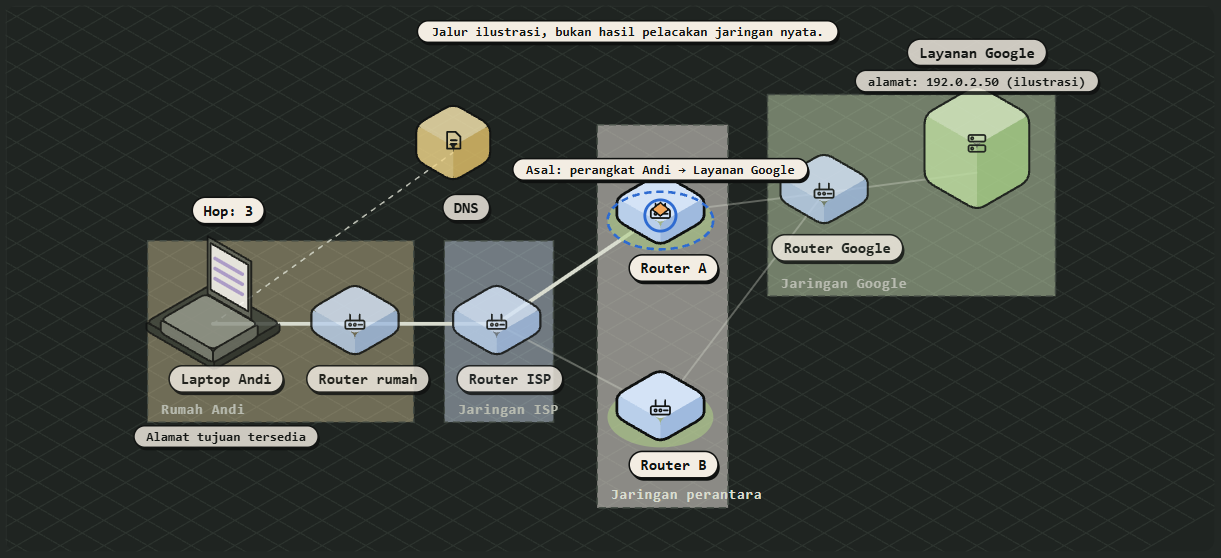 Jalur ilustrasi, bukan hasil pelacakan jaringan nyata.
Layanan Google
alamat: 192.0.2.50 (ilustrasi)
Asal: perangkat Andi → Layanan Google
DNS
Hop: 3
Router A
Router Google
Jaringan Google
Laptop Andi
Router rumah
Router ISP
Rumah Andi
Jaringan ISP
Alamat tujuan tersedia
Router B
Jaringan perantara